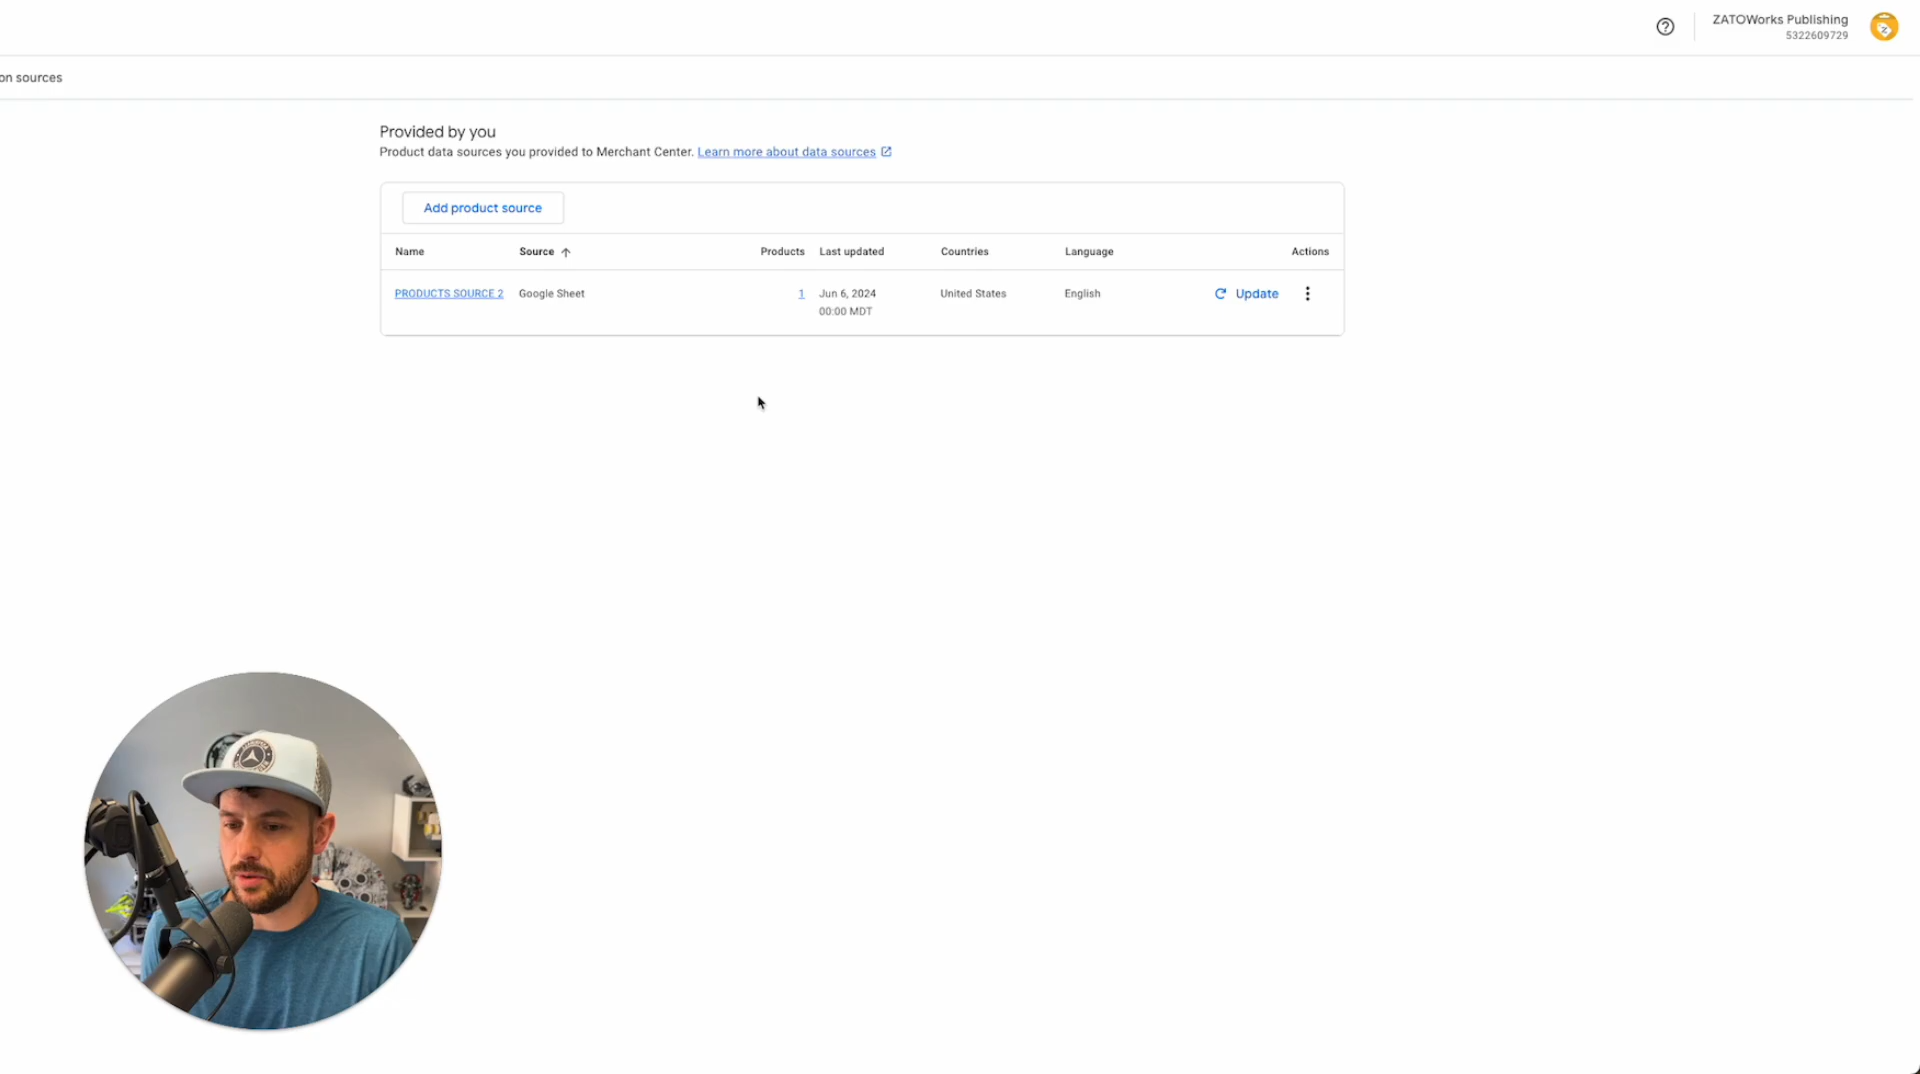 ZATOWorks Publishing
5322609729
on sources
Provided by you
Product data sources you provided to Merchant Center. Learn more about data sources
Add product source
Name Source Products Last updated Countries Language Actions
PRODUCTS SOURCE 2 Google Sheet 1 Jun 6, 2024 United States English Update
00:00 MDT